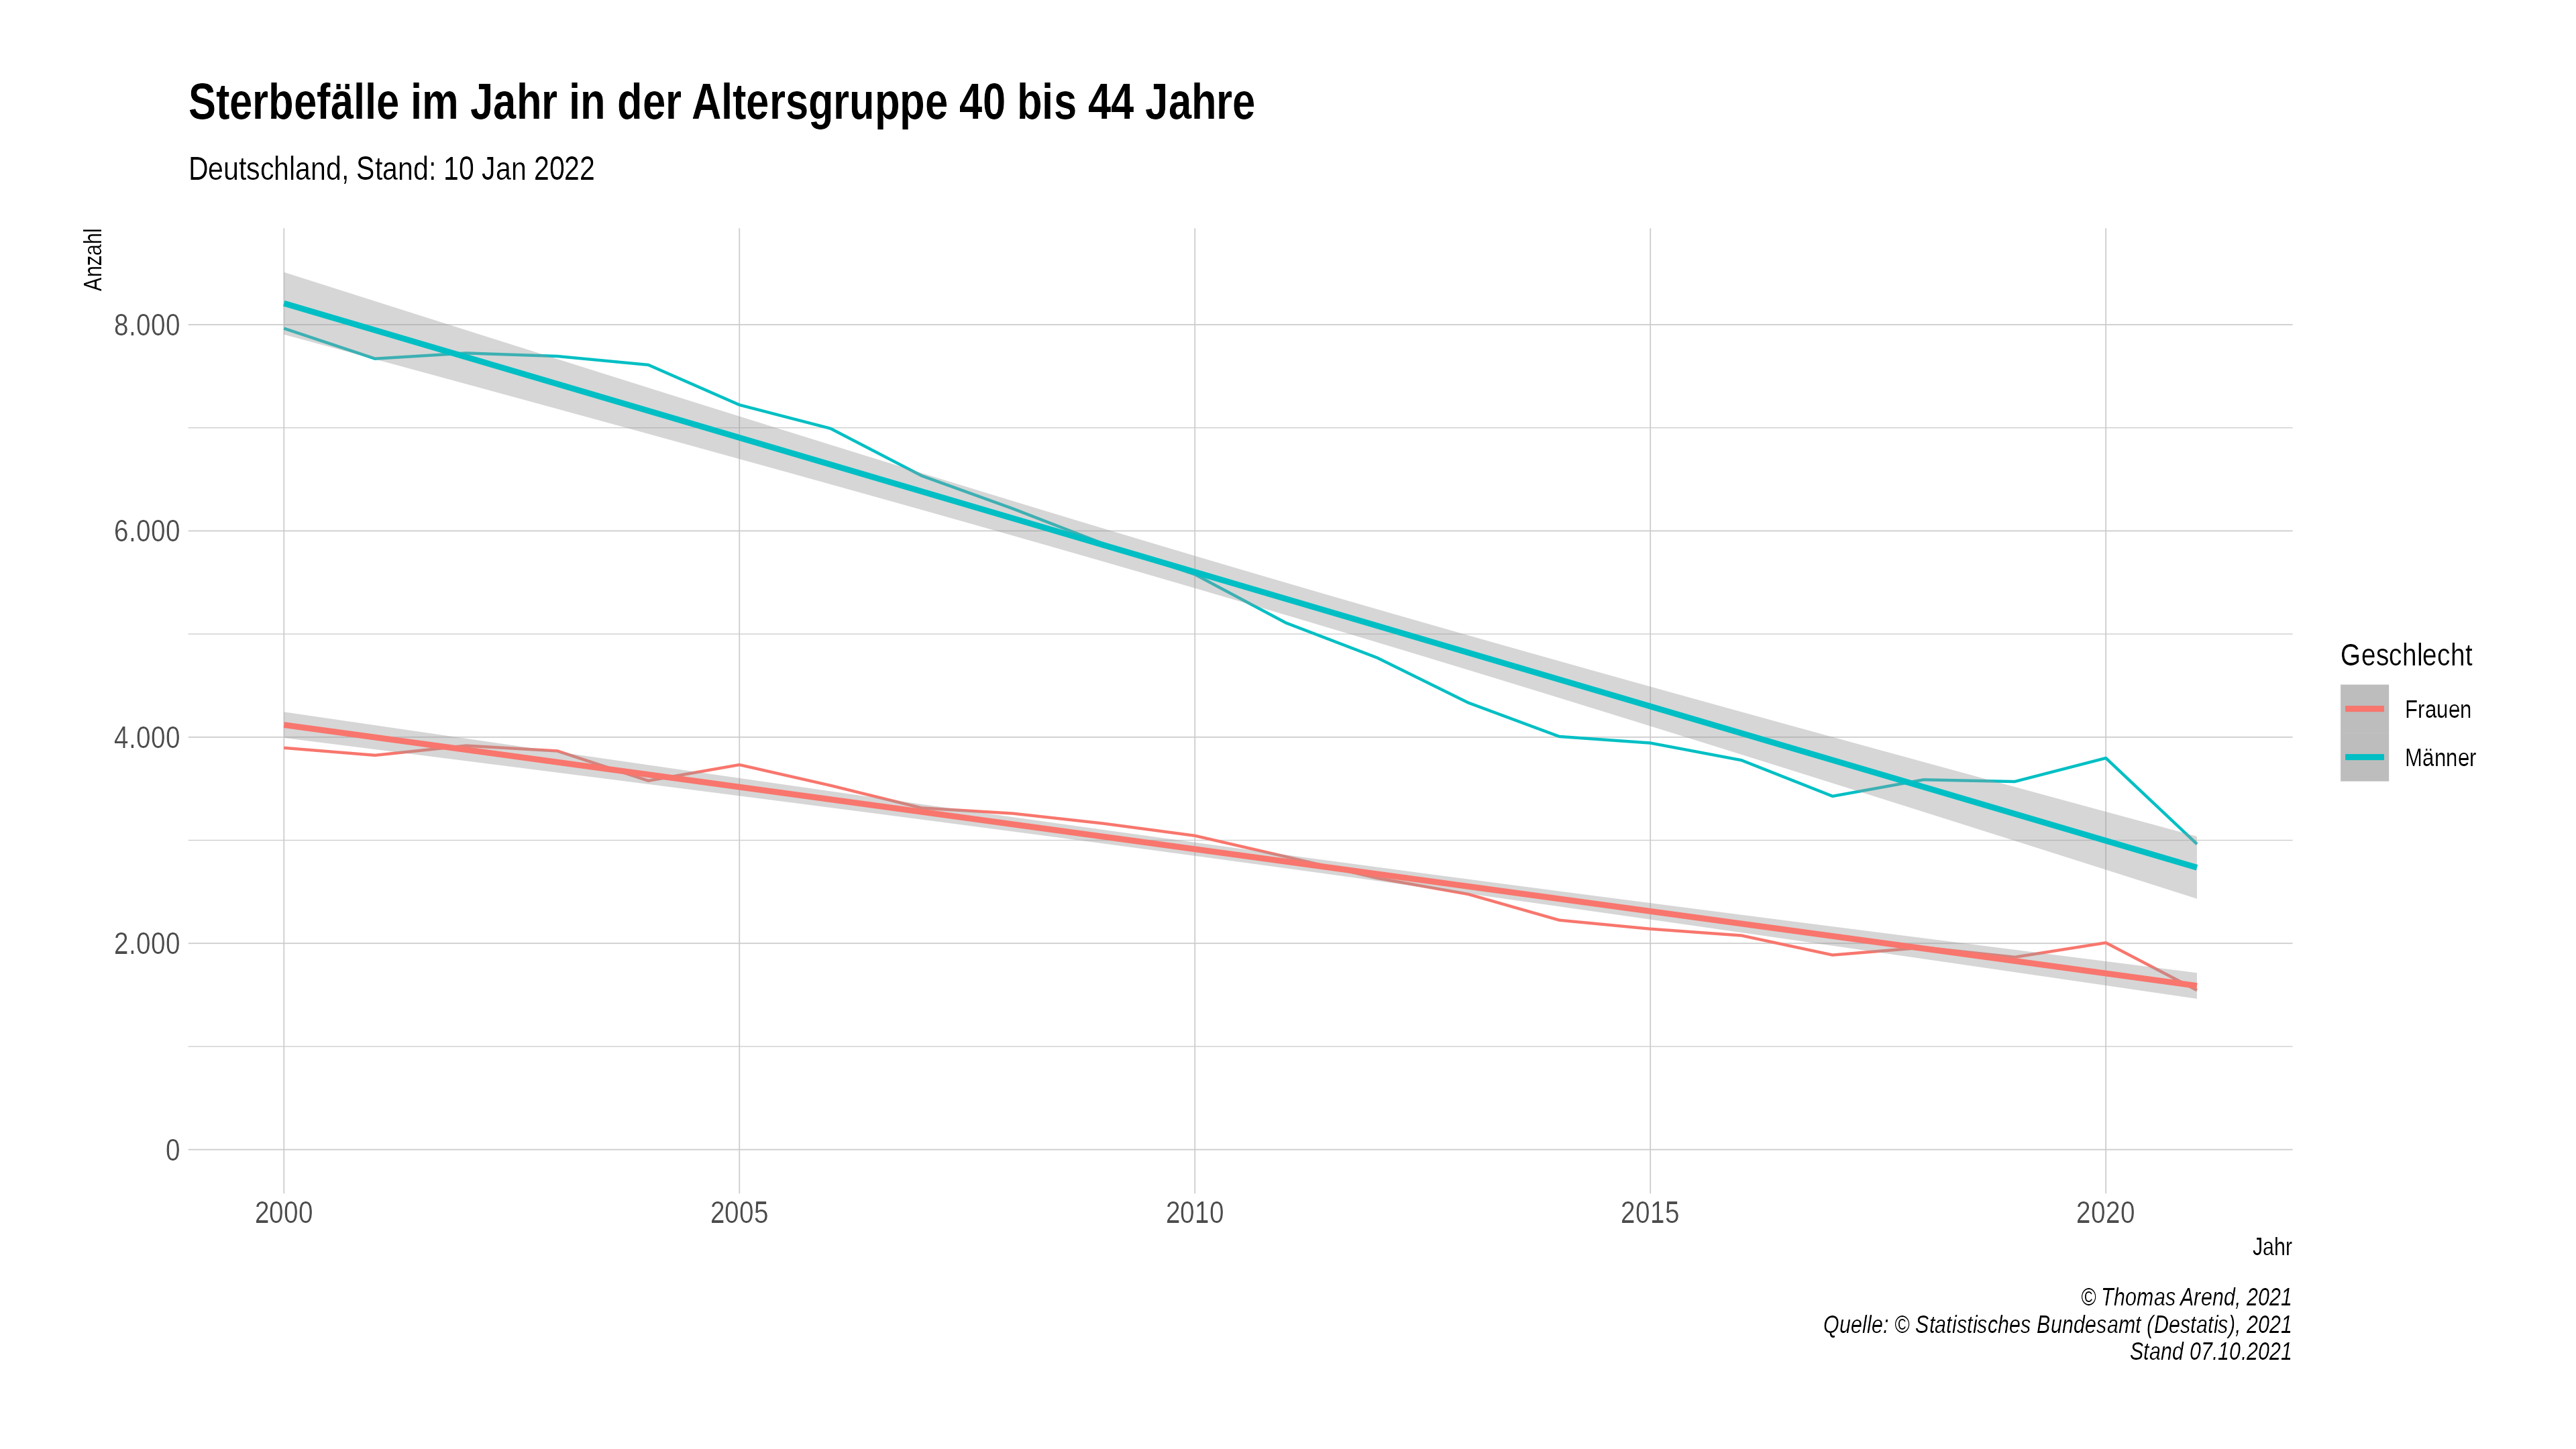 Sterbefälle im Jahr in der Altersgruppe 40 bis 44 Jahre
Deutschland, Stand: 10 Jan 2022
Anzahl
8.000
6.000
4.000
2.000
0
2000 2005 2010 2015 2020
Jahr
Geschlecht
Frauen
Männer
© Thomas Arend, 2021
Quelle: © Statistisches Bundesamt (Destatis), 2021
Stand 07.10.2021